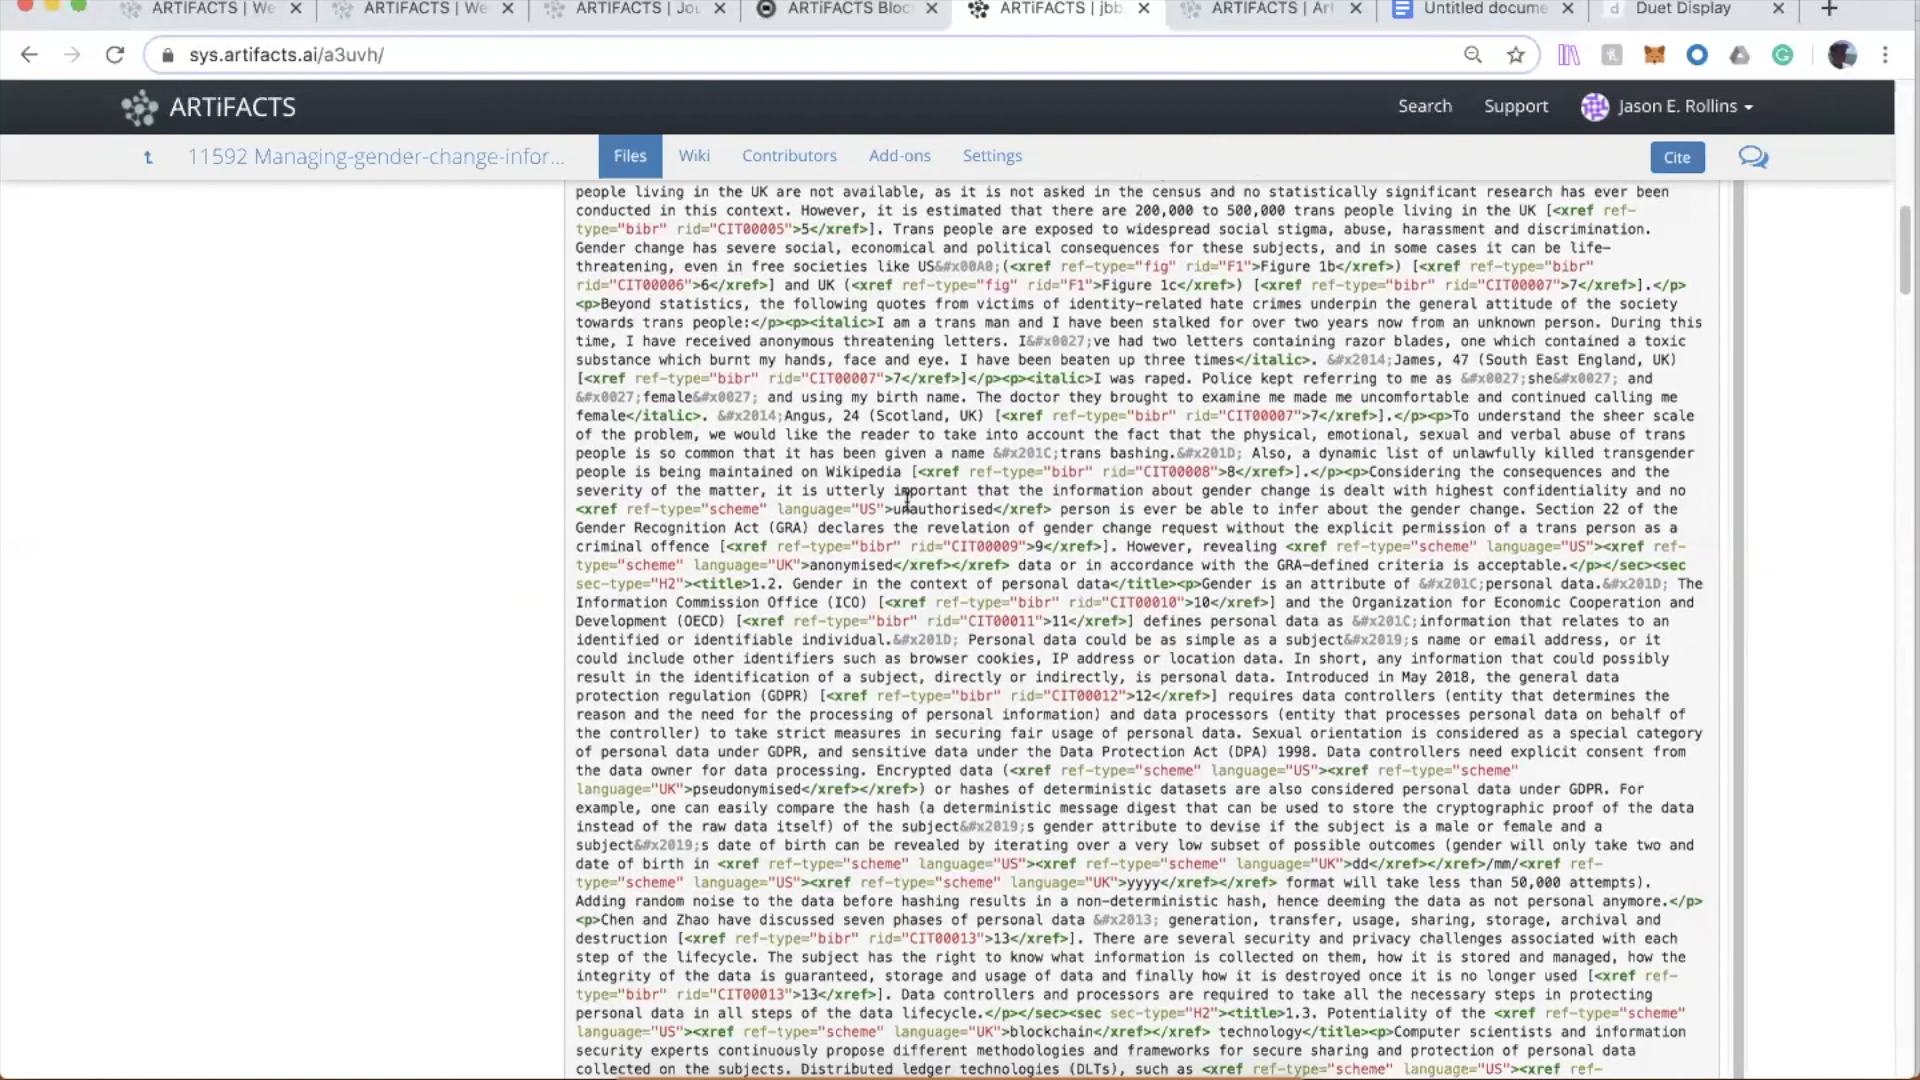 ARTiFACTS | We
ARTiFACTS | We
ARTiFACTS | Jou
ARTiFACTS Bloc
ARTiFACTS | jbb
ARTiFACTS | Art
Untitled docume
Duet Display
sys.artifacts.ai/a3uvh/
ARTiFACTS
Search
Support
Jason E. Rollins
11592 Managing-gender-change-infor...
Files
Wiki
Contributors
Add-ons
Settings
Cite
people living in the UK are not available, as it is not asked in the census and no statistically significant research has ever been
conducted in this context. However, it is estimated that there are 200,000 to 500,000 trans people living in the UK [<xref ref-
type="bibr" rid="CIT00005">5</xref>]. Trans people are exposed to widespread social stigma, abuse, harassment and discrimination.
Gender change has severe social, economical and political consequences for these subjects, and in some cases it can be life-
threatening, even in free societies like US&#x00A0;(<xref ref-type="fig" rid="F1">Figure 1b</xref>) [<xref ref-type="bibr"
rid="CIT00006">6</xref>] and UK (<xref ref-type="fig" rid="F1">Figure 1c</xref>) [<xref ref-type="bibr" rid="CIT00007">7</xref>].</p>
<p>Beyond statistics, the following quotes from victims of identity-related hate crimes underpin the general attitude of the society
towards trans people:</p><p><italic>I am a trans man and I have been stalked for over two years now from an unknown person. During this
time, I have received anonymous threatening letters. I&#x0027;ve had two letters containing razor blades, one which contained a toxic
substance which burnt my hands, face and eye. I have been beaten up three times</italic>. &#x2014;James, 47 (South East England, UK)
[<xref ref-type="bibr" rid="CIT00007">7</xref>]</p><p><italic>I was raped. Police kept referring to me as &#x0027;she&#x0027; and
&#x0027;female&#x0027; and using my birth name. The doctor they brought to examine me made me uncomfortable and continued calling me
female</italic>. &#x2014;Angus, 24 (Scotland, UK) [<xref ref-type="bibr" rid="CIT00007">7</xref>].</p><p>To understand the sheer scale
of the problem, we would like the reader to take into account the fact that the physical, emotional, sexual and verbal abuse of trans
people is so common that it has been given a name &#x201C;trans bashing.&#x201D; Also, a dynamic list of unlawfully killed transgender
people is being maintained on Wikipedia [<xref ref-type="bibr" rid="CIT00008">8</xref>].</p><p>Considering the consequences and the
severity of the matter, it is utterly important that the information about gender change is dealt with highest confidentiality and no
<xref ref-type="scheme" language="US">unauthorised</xref> person is ever be able to infer about the gender change. Section 22 of the
Gender Recognition Act (GRA) declares the revelation of gender change request without the explicit permission of a trans person as a
criminal offence [<xref ref-type="bibr" rid="CIT00009">9</xref>]. However, revealing <xref ref-type="scheme" language="US"><xref ref-
type="scheme" language="UK">anonymised</xref></xref> data or in accordance with the GRA-defined criteria is acceptable.</p></sec><sec
sec-type="H2"><title>1.2. Gender in the context of personal data</title><p>Gender is an attribute of &#x201C;personal data.&#x201D; The
Information Commission Office (ICO) [<xref ref-type="bibr" rid="CIT00010">10</xref>] and the Organization for Economic Cooperation and
Development (OECD) [<xref ref-type="bibr" rid="CIT00011">11</xref>] defines personal data as &#x201C;information that relates to an
identified or identifiable individual.&#x201D; Personal data could be as simple as a subject&#x2019;s name or email address, or it
could include other identifiers such as browser cookies, IP address or location data. In short, any information that could possibly
result in the identification of a subject, directly or indirectly, is personal data. Introduced in May 2018, the general data
protection regulation (GDPR) [<xref ref-type="bibr" rid="CIT00012">12</xref>] requires data controllers (entity that determines the
reason and the need for the processing of personal information) and data processors (entity that processes personal data on behalf of
the controller) to take strict measures in securing fair usage of personal data. Sexual orientation is considered as a special category
of personal data under GDPR, and sensitive data under the Data Protection Act (DPA) 1998. Data controllers need explicit consent from
the data owner for data processing. Encrypted data (<xref ref-type="scheme" language="US"><xref ref-type="scheme"
language="UK">pseudonymised</xref></xref>) or hashes of deterministic datasets are also considered personal data under GDPR. For
example, one can easily compare the hash (a deterministic message digest that can be used to store the cryptographic proof of the data
instead of the raw data itself) of the subject&#x2019;s gender attribute to devise if the subject is a male or female and a
subject&#x2019;s date of birth can be revealed by iterating over a very low subset of possible outcomes (gender will only take two and
date of birth in <xref ref-type="scheme" language="US"><xref ref-type="scheme" language="UK">dd</xref></xref>/mm/<xref ref-
type="scheme" language="US"><xref ref-type="scheme" language="UK">yyyy</xref></xref> format will take less than 50,000 attempts).
Adding random noise to the data before hashing results in a non-deterministic hash, hence deeming the data as not personal anymore.</p>
<p>Chen and Zhao have discussed seven phases of personal data &#x2013; generation, transfer, usage, sharing, storage, archival and
destruction [<xref ref-type="bibr" rid="CIT00013">13</xref>]. There are several security and privacy challenges associated with each
step of the lifecycle. The subject has the right to know what information is collected on them, how it is stored and managed, how the
integrity of the data is guaranteed, storage and usage of data and finally how it is destroyed once it is no longer used [<xref ref-
type="bibr" rid="CIT00013">13</xref>]. Data controllers and processors are required to take all the necessary steps in protecting
personal data in all steps of the data lifecycle.</p></sec><sec sec-type="H2"><title>1.3. Potentiality of the <xref ref-type="scheme"
language="US"><xref ref-type="scheme" language="UK">blockchain</xref></xref> technology</title><p>Computer scientists and information
security experts continuously propose different methodologies and frameworks for secure sharing and protection of personal data
collected on the subjects. Distributed ledger technologies (DLTs), such as <xref ref-type="scheme" language="US"><xref ref-